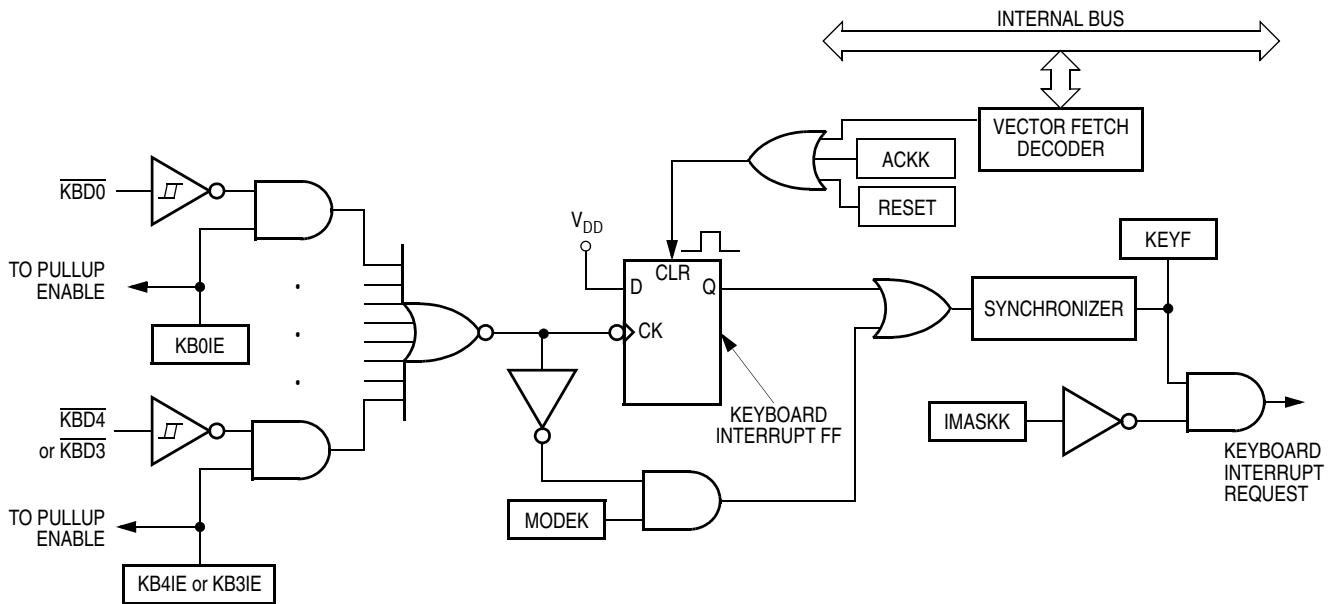 INTERNAL BUS
VECTOR FETCH
DECODER
ACKK
RESET
KBD0
VDD
KEYF
CLR
D
Q
CK
TO PULLUP
ENABLE
SYNCHRONIZER
KB0IE
KBD4
or KBD3
KEYBOARD
INTERRUPT FF
IMASKK
KEYBOARD
INTERRUPT
REQUEST
MODEK
TO PULLUP
ENABLE
KB4IE or KB3IE